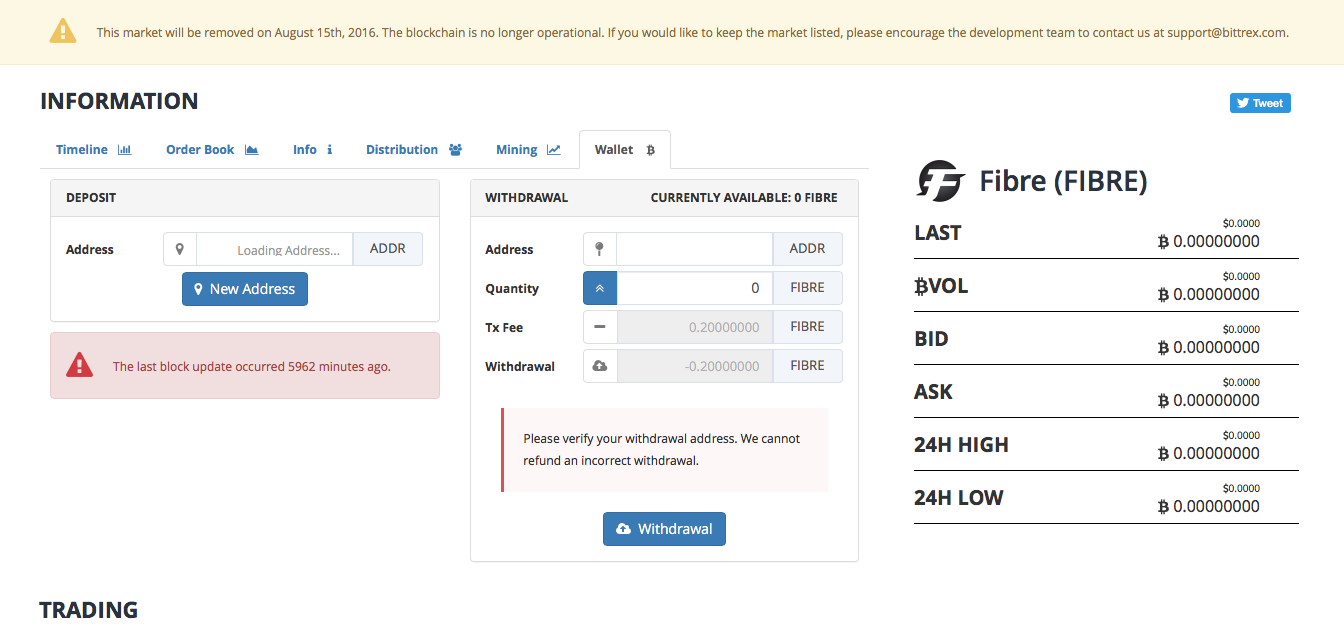 This market will be removed on August 15th, 2016. The blockchain is no longer operational. If you would like to keep the market listed, please encourage the development team to contact us at support@bittrex.com.
INFORMATION
Tweet
Timeline
Order Book
Info
Distribution
Mining
Wallet
DEPOSIT
Address
Loading Address...
ADDR
New Address
The last block update occurred 5962 minutes ago.
WITHDRAWAL CURRENTLY AVAILABLE: 0 FIBRE
Address ADDR
Quantity 0 FIBRE
Tx Fee 0.20000000 FIBRE
Withdrawal -0.20000000 FIBRE
Please verify your withdrawal address. We cannot
refund an incorrect withdrawal.
Withdrawal
Fibre (FIBRE)
$0.0000
LAST ₿ 0.00000000
$0.0000
₿VOL ₿ 0.00000000
$0.0000
BID ₿ 0.00000000
$0.0000
ASK ₿ 0.00000000
$0.0000
24H HIGH ₿ 0.00000000
$0.0000
24H LOW ₿ 0.00000000
TRADING